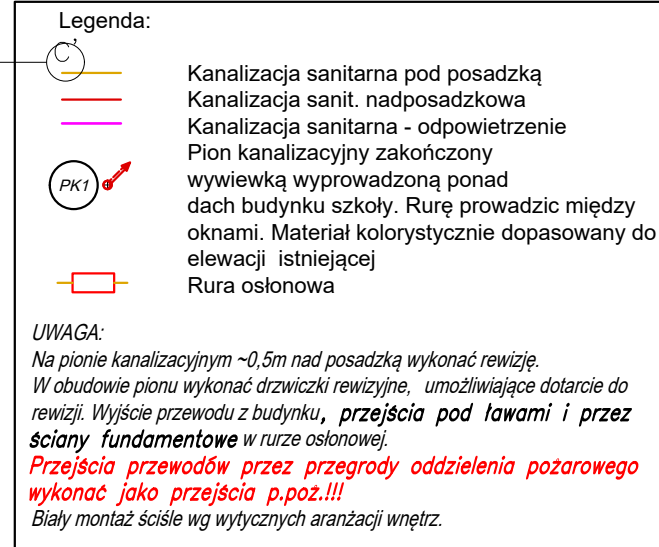 Legenda:
C'
Kanalizacja sanitarna pod posadzką
Kanalizacja sanit. nadposadzkowa
Kanalizacja sanitarna - odpowietrzenie
Pion kanalizacyjny zakończony
PK1 wywiewką wyprowadzoną ponad
dach budynku szkoły. Rurę prowadzic między
oknami. Materiał kolorystycznie dopasowany do
elewacji istniejącej
Rura osłonowa
UWAGA:
Na pionie kanalizacyjnym ~0,5m nad posadzką wykonać rewizję.
W obudowie pionu wykonać drzwiczki rewizyjne, umożliwiające dotarcie do
rewizji. Wyjście przewodu z budynku, przejścia pod ławami i przez
ściany fundamentowe w rurze osłonowej.
Przejścia przewodów przez przegrody oddzielenia pożarowego
wykonać jako przejścia p.poż.!!!
Biały montaż ściśle wg wytycznych aranżacji wnętrz.